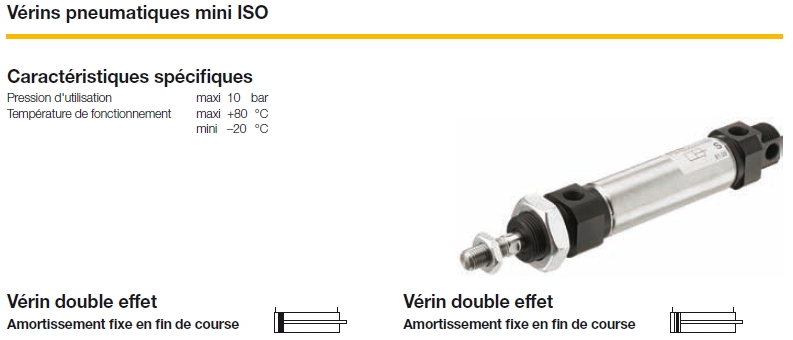 Vérins pneumatiques mini ISO
Caractéristiques spécifiques
Pression d'utilisation maxi 10 bar
Température de fonctionnement maxi +80 °C
mini –20 °C
Vérin double effet
Amortissement fixe en fin de course
Vérin double effet
Amortissement fixe en fin de course